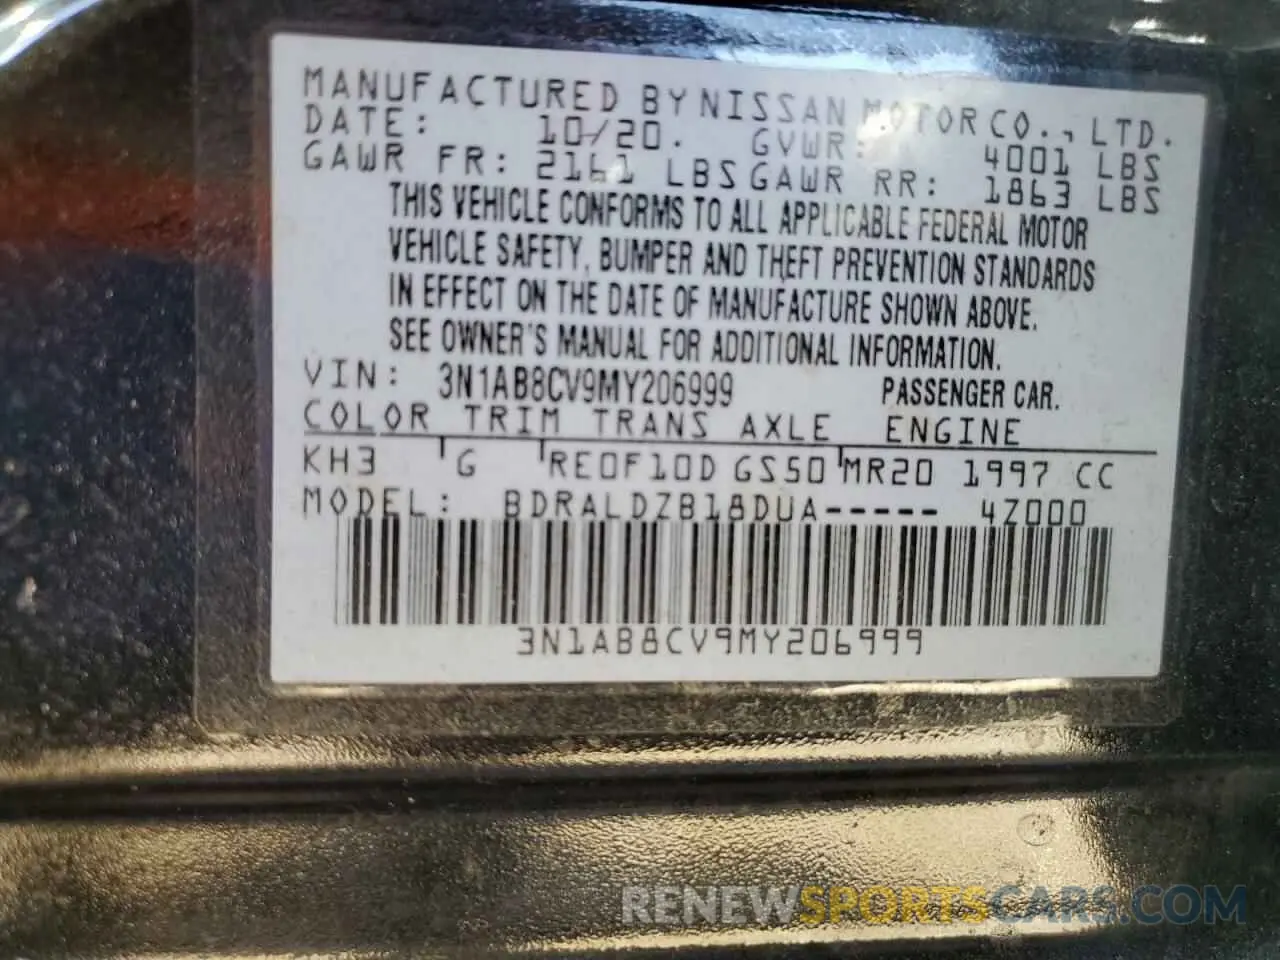 MANUFACTURED BY NISSAN MOTOR CO., LTD.
DATE: 10/20. GVWR: 4001 LBS
GAWR FR: 2161 LBS GAWR RR: 1863 LBS
THIS VEHICLE CONFORMS TO ALL APPLICABLE FEDERAL MOTOR
VEHICLE SAFETY, BUMPER AND THEFT PREVENTION STANDARDS
IN EFFECT ON THE DATE OF MANUFACTURE SHOWN ABOVE.
SEE OWNER'S MANUAL FOR ADDITIONAL INFORMATION.
VIN: 3N1AB8CV9MY206999 PASSENGER CAR.
COLOR TRIM TRANS AXLE ENGINE
KH3 G RE0F10D GS50 MR20 1997 CC
MODEL: BDRALDZB18DUA----- 4Z000
3N1AB8CV9MY206999
RENEWSPORTSCARS.COM